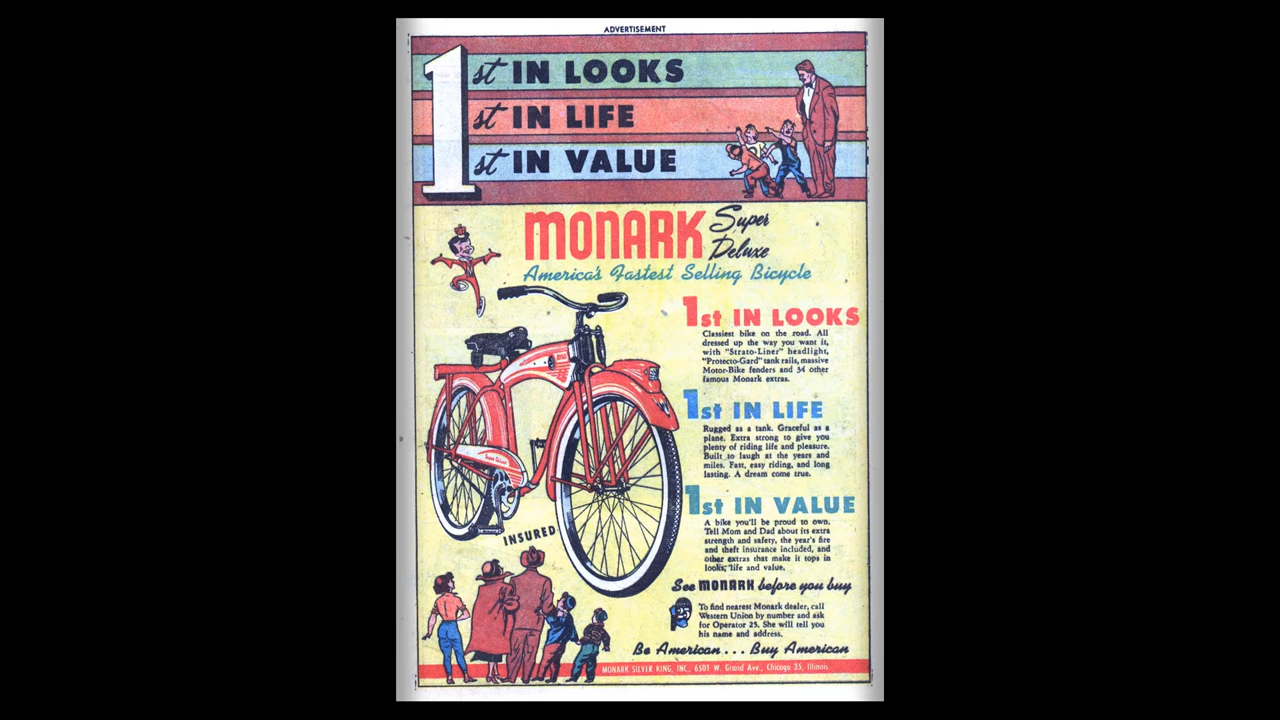 ADVERTISEMENT
1st IN LOOKS
st IN LIFE
st IN VALUE
MONARK Super Deluxe
America's Fastest Selling Bicycle
1st IN LOOKS
Classiest bike on the road. All
dressed up the way you want it,
with "Strato-Liner" headlight,
"Protecto-Gard" tank rails, massive
Motor-Bike fenders and 34 other
famous Monark extras.
1st IN LIFE
Rugged as a tank. Graceful as a
plane. Extra strong to give you
plenty of riding life and pleasure.
Built to laugh at the years and
miles. Fast, easy riding, and long
lasting. A dream come true.
1st IN VALUE
A bike you'll be proud to own.
Tell Mom and Dad about its extra
strength and safety, the year's fire
and theft insurance included, and
other extras that make it tops in
looks, life and value.
Super Deluxe
INSURED
See MONARK before you buy
25
To find nearest Monark dealer, call
Western Union by number and ask
for Operator 25. She will tell you
his name and address.
Be American . . . Buy American
MONARK SILVER KING, INC., 6501 W. Grand Ave., Chicago 35, Illinois